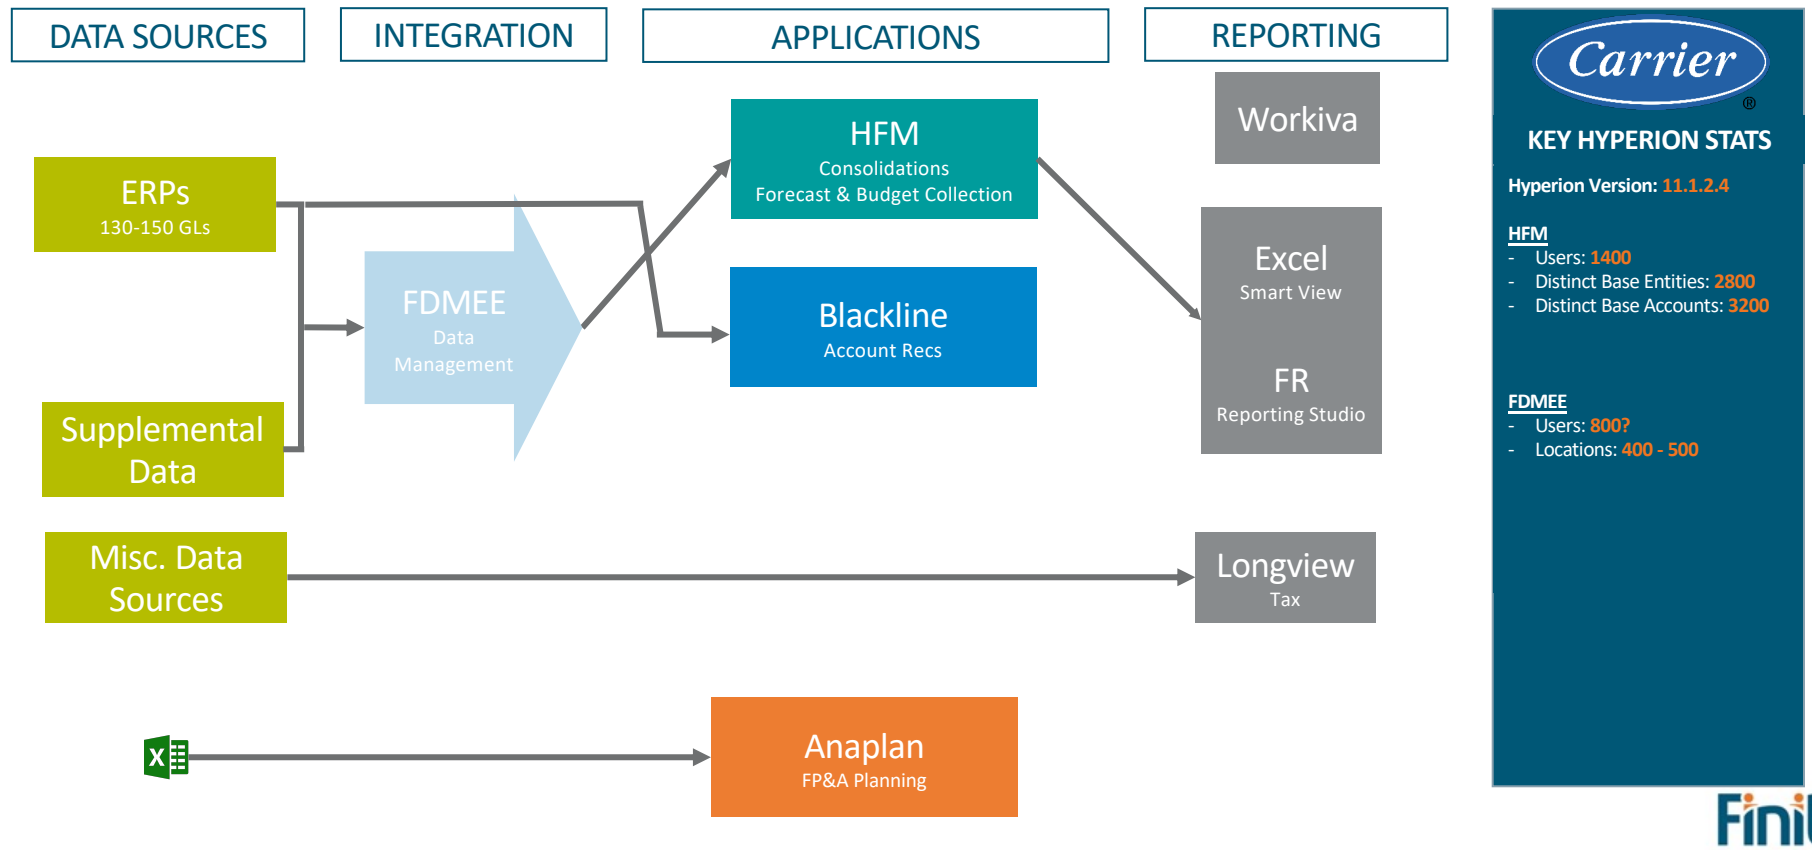 DATA SOURCES
INTEGRATION
APPLICATIONS
REPORTING
ERPs
130-150 GLs
Supplemental
Data
Misc. Data
Sources
FDMEE
Data
Management
HFM
Consolidations
Forecast & Budget Collection
Blackline
Account Recs
Anaplan
FP&A Planning
Workiva
Excel
Smart View
FR
Reporting Studio
Longview
Tax
Carrier
®
KEY HYPERION STATS
Hyperion Version: 11.1.2.4
HFM
- Users: 1400
- Distinct Base Entities: 2800
- Distinct Base Accounts: 3200
FDMEE
- Users: 800?
- Locations: 400 - 500
X